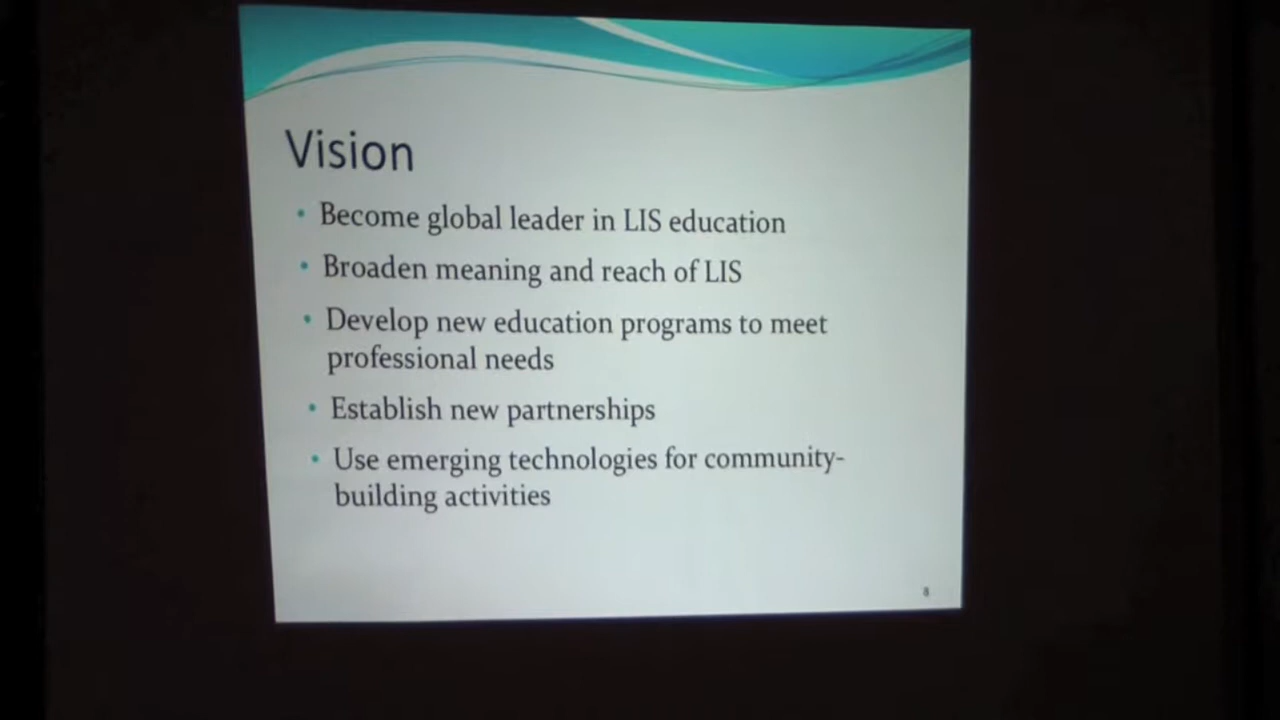 Vision
• Become global leader in LIS education
• Broaden meaning and reach of LIS
• Develop new education programs to meet
professional needs
• Establish new partnerships
• Use emerging technologies for community-
building activities
8